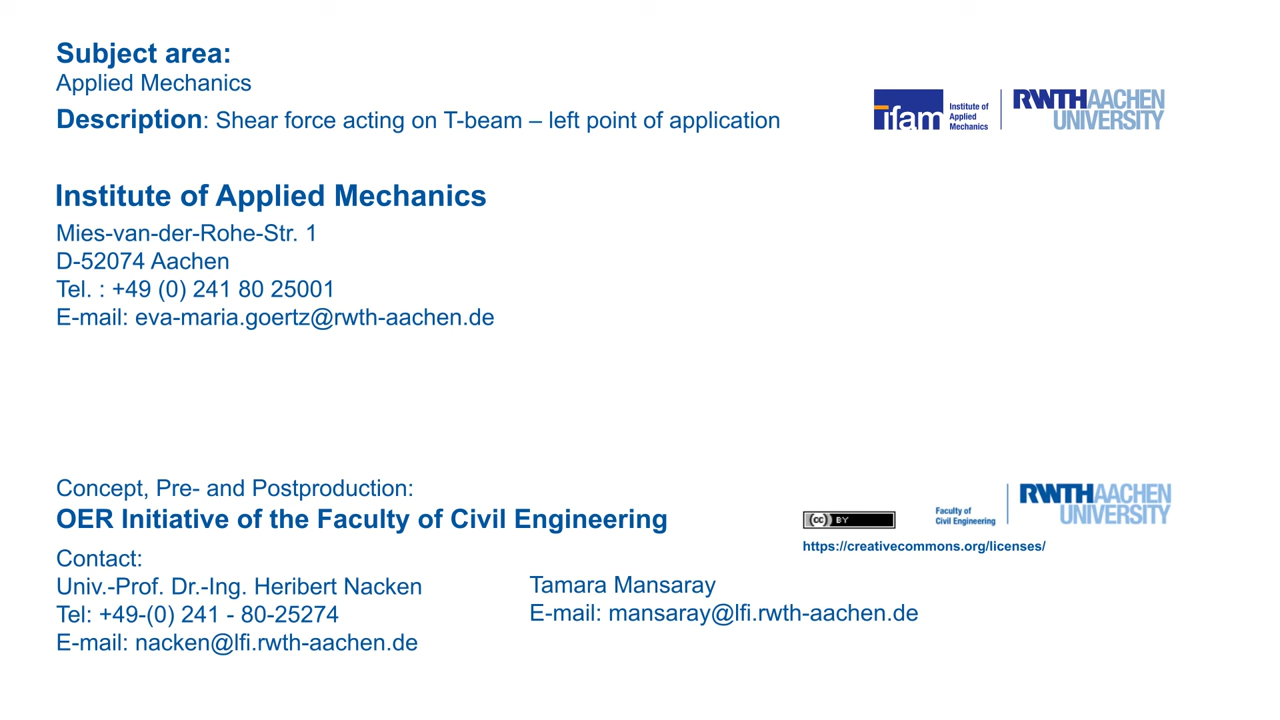 Subject area:
Applied Mechanics
Description: Shear force acting on T-beam – left point of application
ifam
Institute of
Applied
Mechanics
RWTHAACHEN
UNIVERSITY
Institute of Applied Mechanics
Mies-van-der-Rohe-Str. 1
D-52074 Aachen
Tel. : +49 (0) 241 80 25001
E-mail: eva-maria.goertz@rwth-aachen.de
Concept, Pre- and Postproduction:
OER Initiative of the Faculty of Civil Engineering
cc BY
Faculty of
Civil Engineering
RWTHAACHEN
UNIVERSITY
https://creativecommons.org/licenses/
Contact:
Univ.-Prof. Dr.-Ing. Heribert Nacken
Tel: +49-(0) 241 - 80-25274
E-mail: nacken@lfi.rwth-aachen.de
Tamara Mansaray
E-mail: mansaray@lfi.rwth-aachen.de